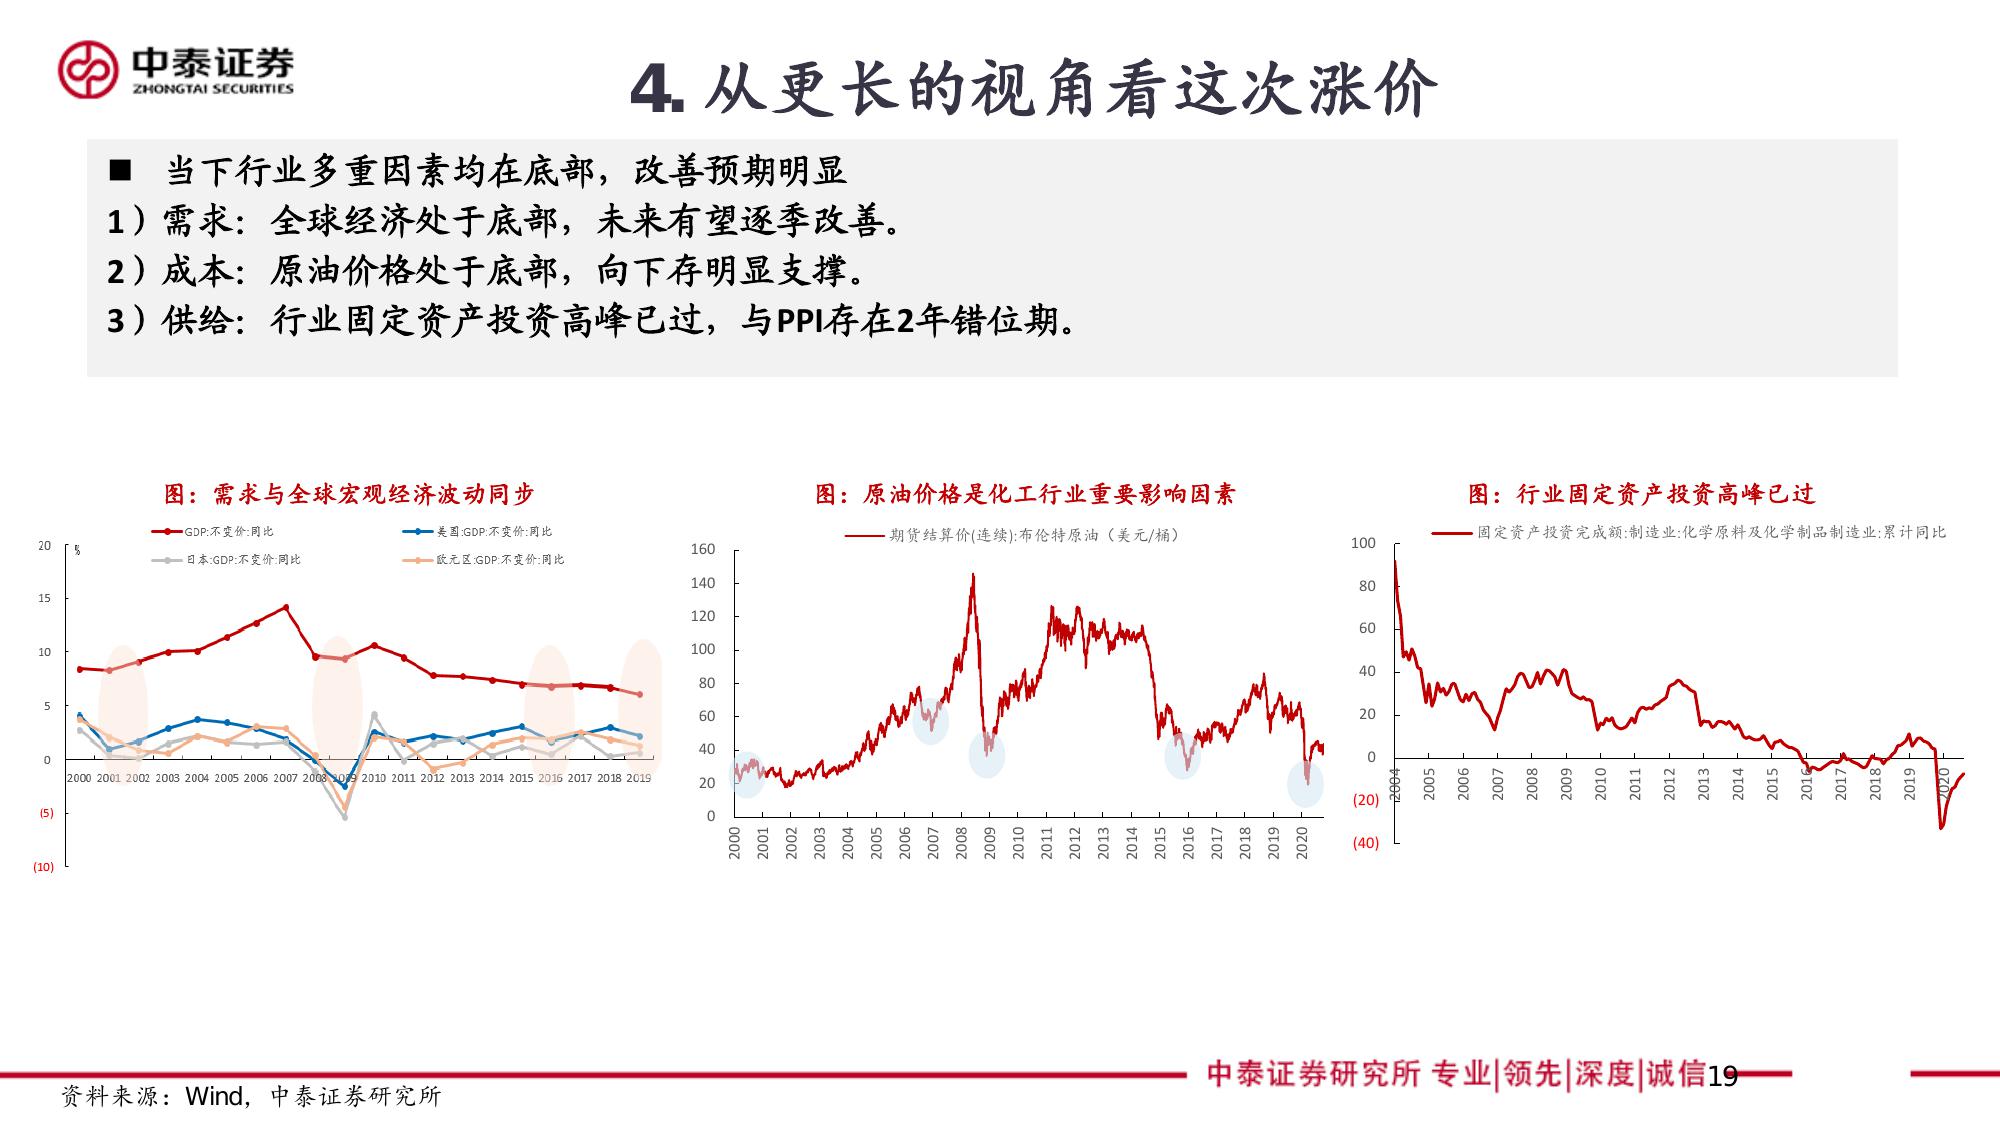 中泰证券
ZHONGTAI SECURITIES
4. 从更长的视角看这次涨价
■ 当下行业多重因素均在底部，改善预期明显
1）需求：全球经济处于底部，未来有望逐季改善。
2）成本：原油价格处于底部，向下存明显支撑。
3）供给：行业固定资产投资高峰已过，与PPI存在2年错位期。
图：需求与全球宏观经济波动同步
GDP:不变价:同比 美国:GDP:不变价:同比
日本:GDP:不变价:同比 欧元区:GDP:不变价:同比
%
20
15
10
5
0
(5)
(10)
2000 2001 2002 2003 2004 2005 2006 2007 2008 2009 2010 2011 2012 2013 2014 2015 2016 2017 2018 2019
图：原油价格是化工行业重要影响因素
期货结算价(连续):布伦特原油（美元/桶）
160
140
120
100
80
60
40
20
0
2000 2001 2002 2003 2004 2005 2006 2007 2008 2009 2010 2011 2012 2013 2014 2015 2016 2017 2018 2019 2020
图：行业固定资产投资高峰已过
固定资产投资完成额:制造业:化学原料及化学制品制造业:累计同比
100
80
60
40
20
0
(20)
(40)
2004 2005 2006 2007 2008 2009 2010 2011 2012 2013 2014 2015 2016 2017 2018 2019 2020
中泰证券研究所 专业|领先|深度|诚信
19
资料来源：Wind，中泰证券研究所